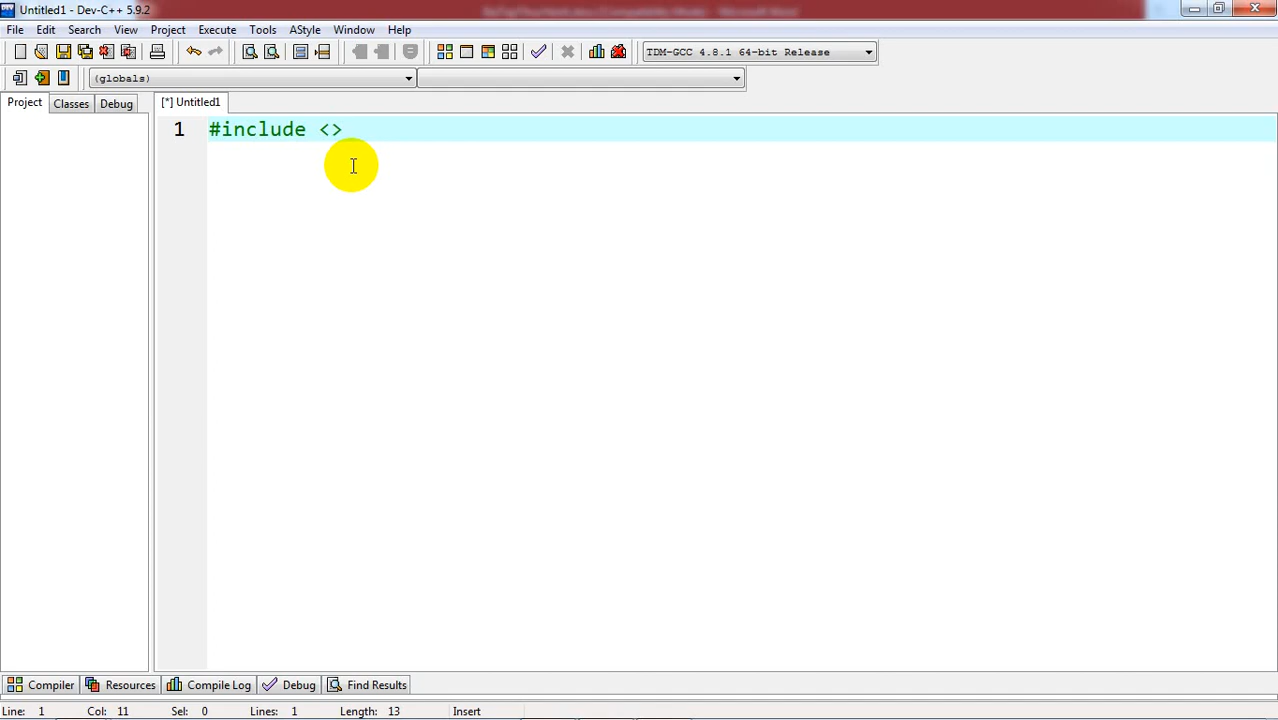 Untitled1 - Dev-C++ 5.9.2
File Edit Search View Project Execute Tools AStyle Window Help
TDM-GCC 4.8.1 64-bit Release
(globals)
Project Classes Debug [*] Untitled1
1 #include <>
Compiler Resources Compile Log Debug Find Results
Line: 1 Col: 11 Sel: 0 Lines: 1 Length: 13 Insert